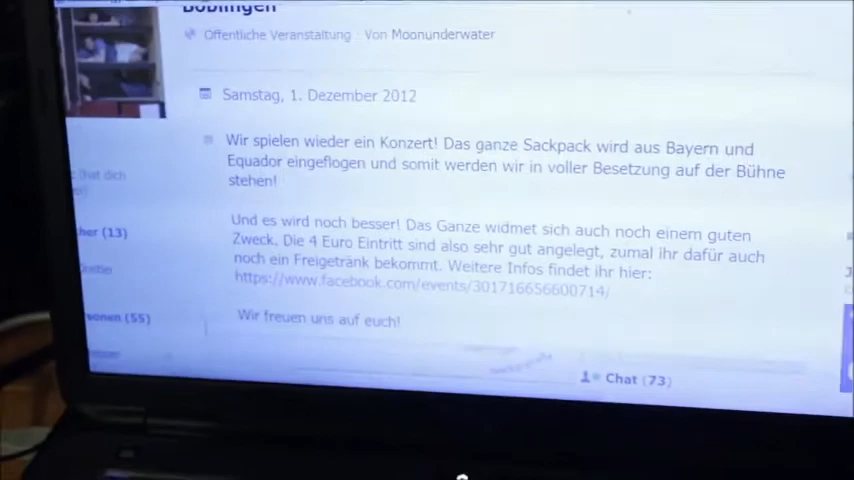 Böblingen
Öffentliche Veranstaltung · Von Moonunderwater
Samstag, 1. Dezember 2012
Wir spielen wieder ein Konzert! Das ganze Sackpack wird aus Bayern und
Equador eingeflogen und somit werden wir in voller Besetzung auf der Bühne
stehen!
(hat dich
Und es wird noch besser! Das Ganze widmet sich auch noch einem guten
her (13)
Zweck. Die 4 Euro Eintritt sind also sehr gut angelegt, zumal ihr dafür auch
noch ein Freigetränk bekommt. Weitere Infos findet ihr hier:
https://www.facebook.com/events/301716656600714/
Wir freuen uns auf euch!
sonen (55)
Chat (73)